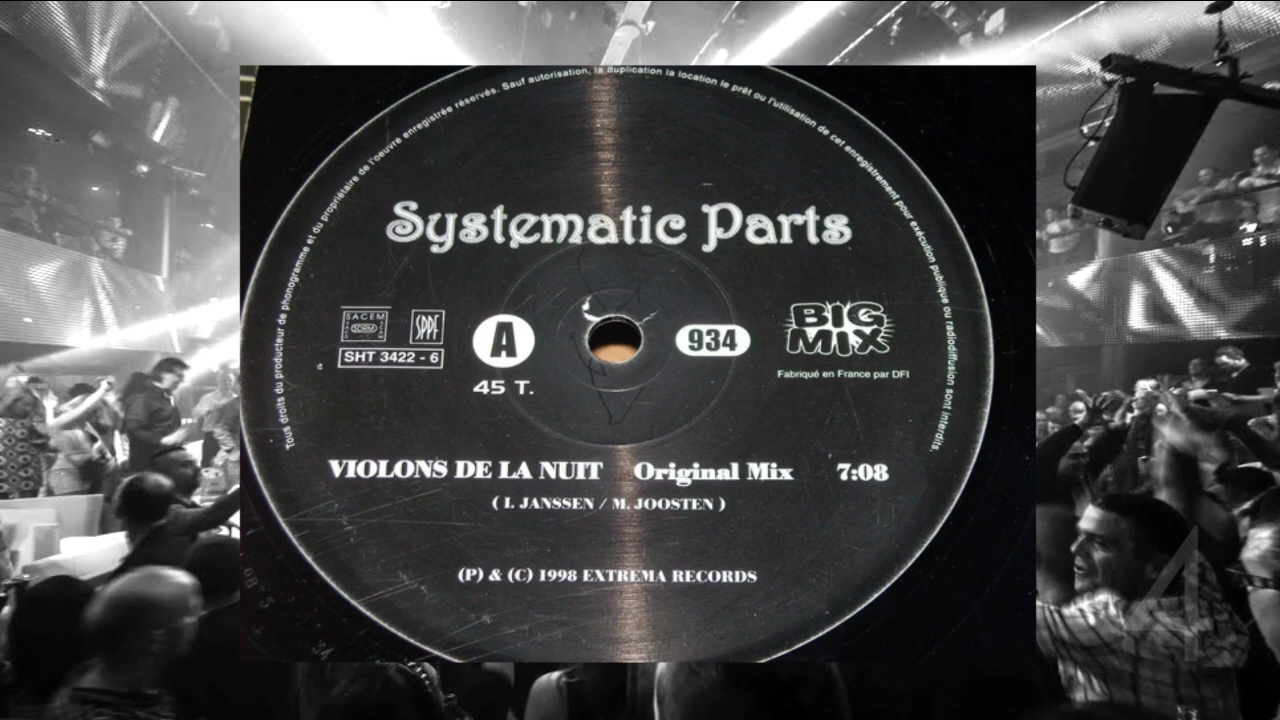 Tous droits du producteur de phonogramme et du propriétaire de l'oeuvre enregistrée réservés. Sauf autorisation, la duplication la location le prêt ou l'utilisation de cet enregistrement pour exécution publique ou radiodiffusion sont interdits.
Systematic Parts
SACEM
SDRM
SPPF
SHT 3422 - 6
A
45 T.
934
BIG
MIX
Fabriqué en France par DFI
VIOLONS DE LA NUIT Original Mix 7:08
( I. JANSSEN / M. JOOSTEN )
(P) & (C) 1998 EXTREMA RECORDS
4